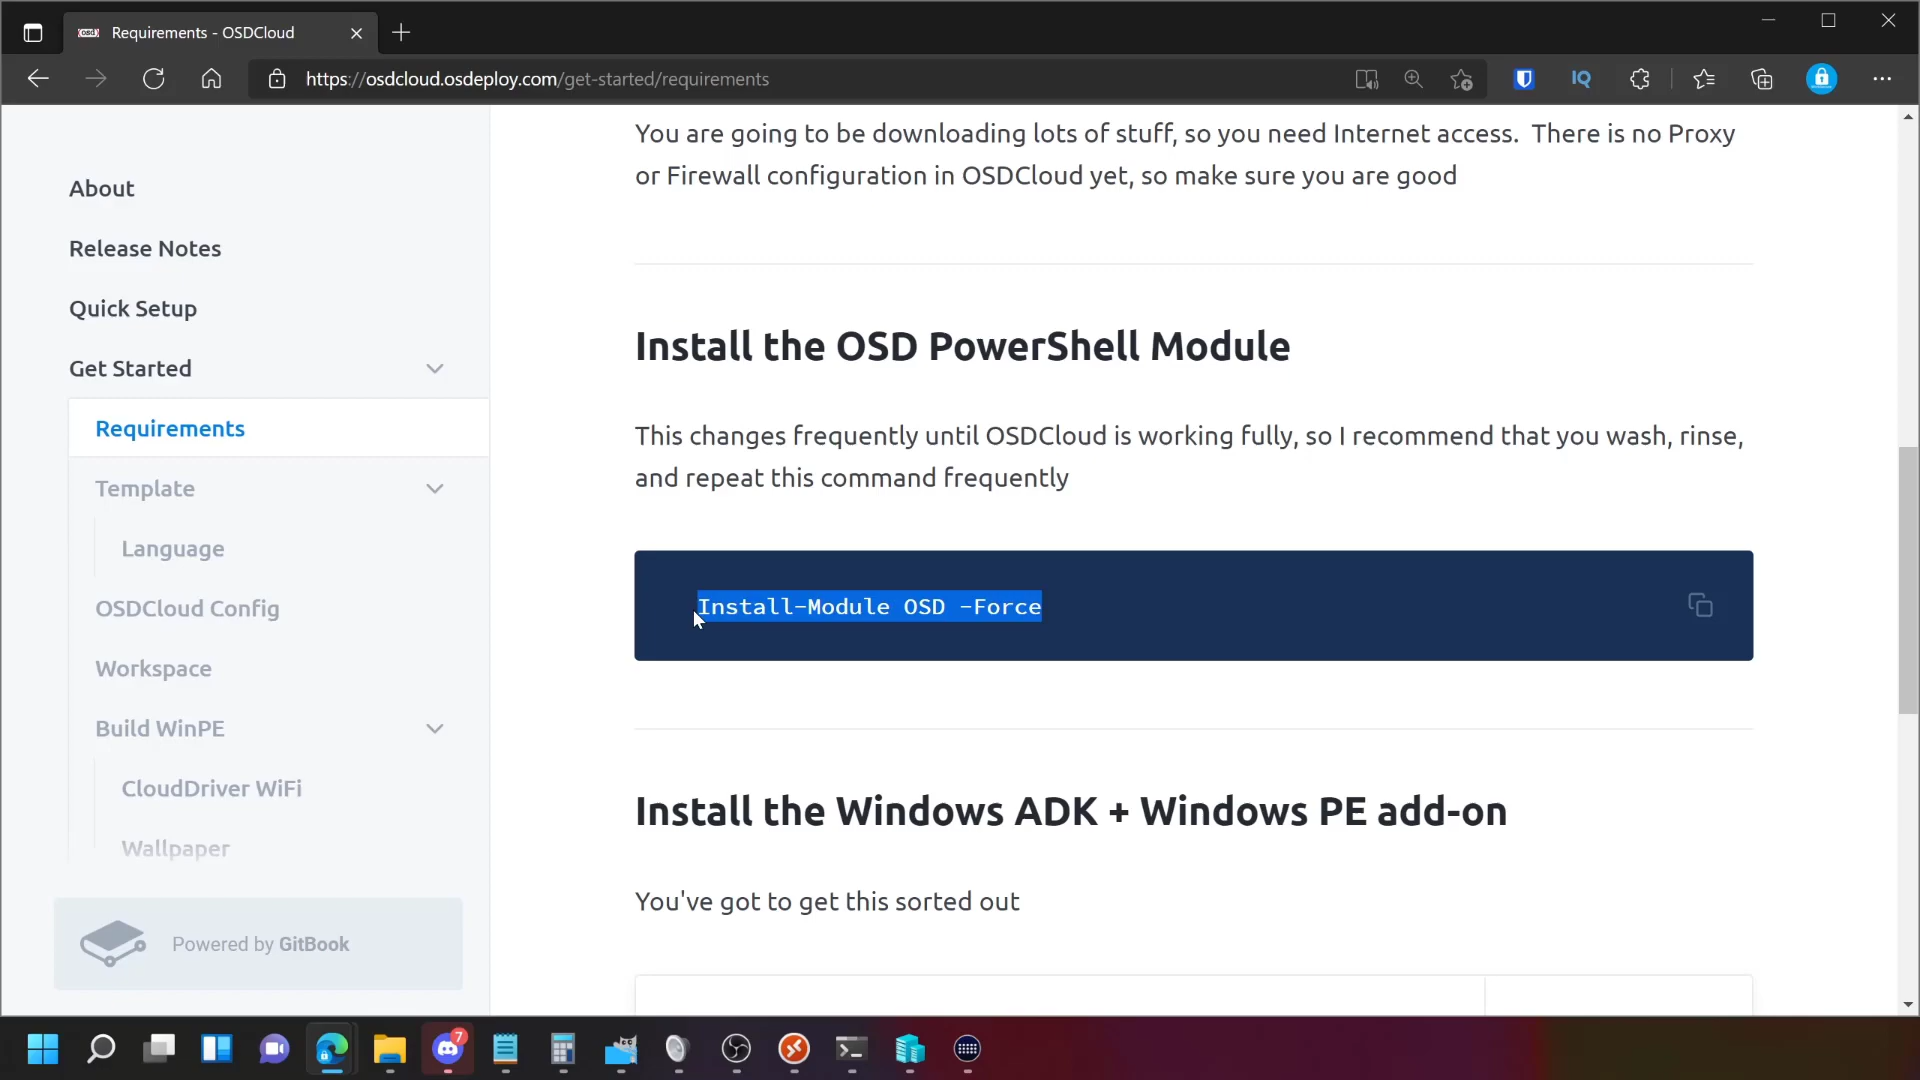 Requirements - OSDCloud
https://osdcloud.osdeploy.com/get-started/requirements
IQ
About
Release Notes
Quick Setup
Get Started
Requirements
Template
Language
OSDCloud Config
Workspace
Build WinPE
CloudDriver WiFi
Wallpaper
Powered by GitBook
You are going to be downloading lots of stuff, so you need Internet access.  There is no Proxy
or Firewall configuration in OSDCloud yet, so make sure you are good
Install the OSD PowerShell Module
This changes frequently until OSDCloud is working fully, so I recommend that you wash, rinse,
and repeat this command frequently
Install-Module OSD -Force
Install the Windows ADK + Windows PE add-on
You've got to get this sorted out
7